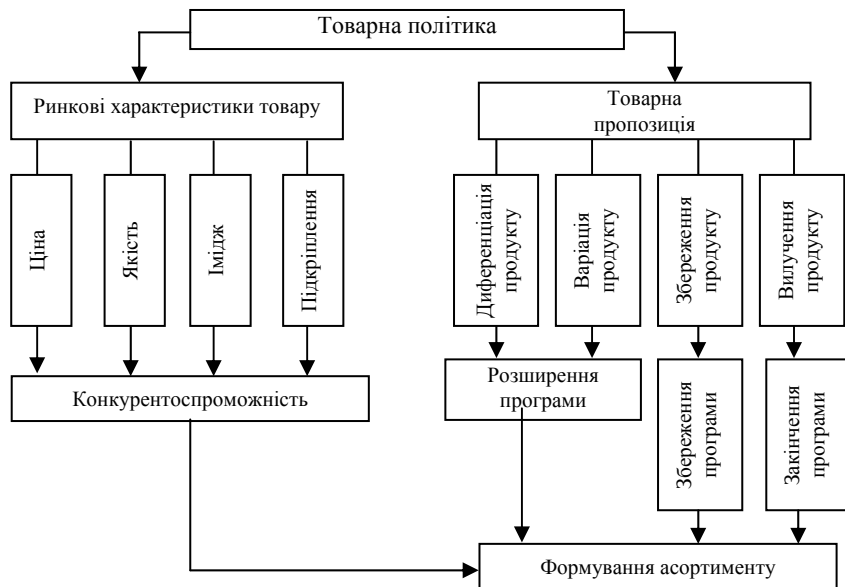 Товарна політика
Ринкові характеристики товару
Товарна
пропозиція
Ціна
Якість
Імідж
Підкріплення
Диференціація
продукту
Варіація
продукту
Збереження
продукту
Вилучення
продукту
Конкурентоспроможність
Розширення
програми
Збереження
програми
Закінчення
програми
Формування асортименту